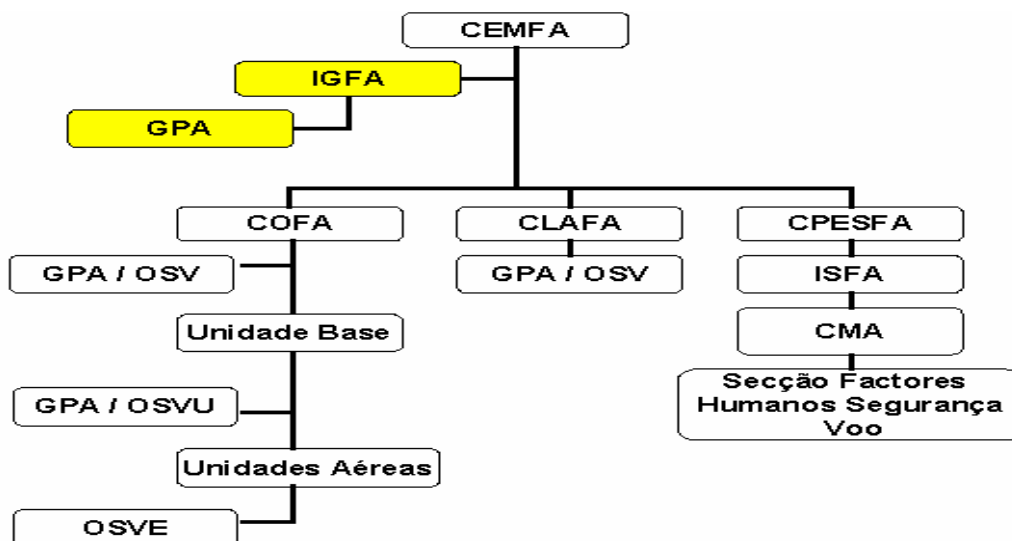 CEMFA
IGFA
GPA
COFA
CLAFA
CPESFA
GPA / OSV
GPA / OSV
ISFA
Unidade Base
CMA
Secção Factores
Humanos Segurança
Voo
GPA / OSVU
Unidades Aéreas
OSVE